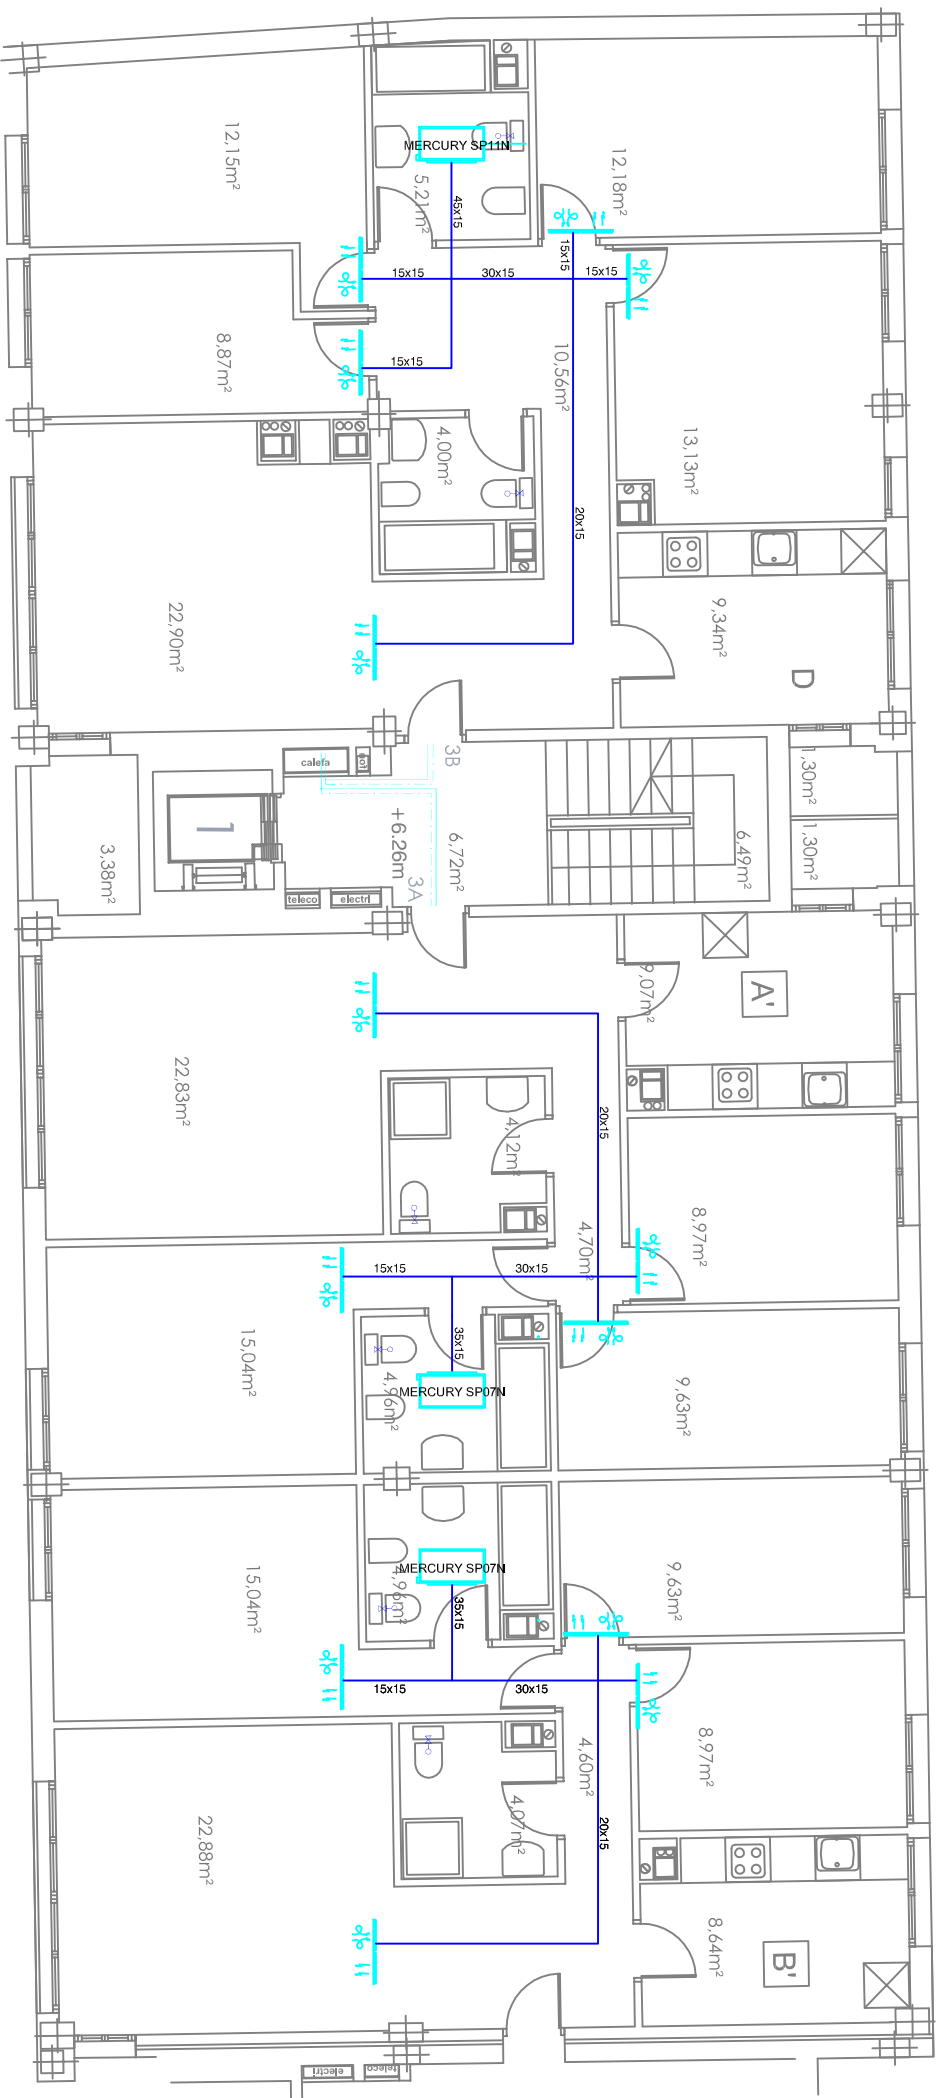 12,15m²
MERCURY SP11N
5,21m²
12,18m²
45x15
15x15
15x15
30x15
15x15
8,87m²
15x15
10,56m²
4,00m²
13,13m²
20x15
22,90m²
9,34m²
D
3B
calefa
1,30m²
1
+6.26m
6,72m²
6,49m²
1,30m²
3,38m²
3A
teleco
electri
9,07m²
A'
22,83m²
4,12m²
20x15
4,70m²
8,97m²
15x15
30x15
35x15
15,04m²
4,96m²
MERCURY SP07N
9,63m²
15,04m²
MERCURY SP07N
4,96m²
9,63m²
35x15
15x15
30x15
4,60m²
8,97m²
22,88m²
4,07m²
20x15
8,64m²
B'
electri
teleco